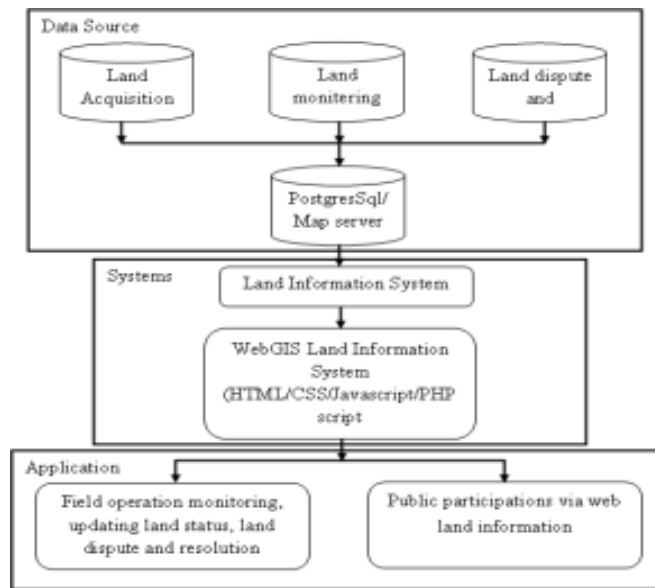 Data Source
Land
Acquisition
Land
monitering
Land dispute
and
PostgresSql/
Map server
Systems
Land Information System
WebGIS Land Information
System
(HTML/CSS/Javascript/PHP
script
Application
Field operation monitoring,
updating land status, land
dispute and resolution
Public participations via web
land information